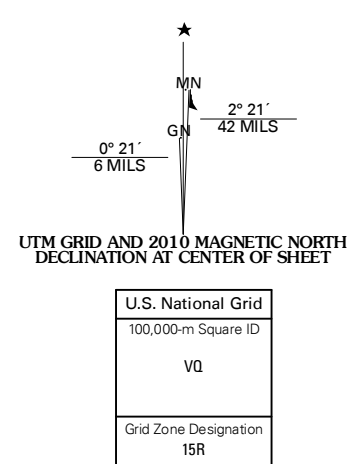 MN
2° 21´
42 MILS
GN
0° 21´
6 MILS
UTM GRID AND 2010 MAGNETIC NORTH
DECLINATION AT CENTER OF SHEET
U.S. National Grid
100,000-m Square ID
VQ
Grid Zone Designation
15R